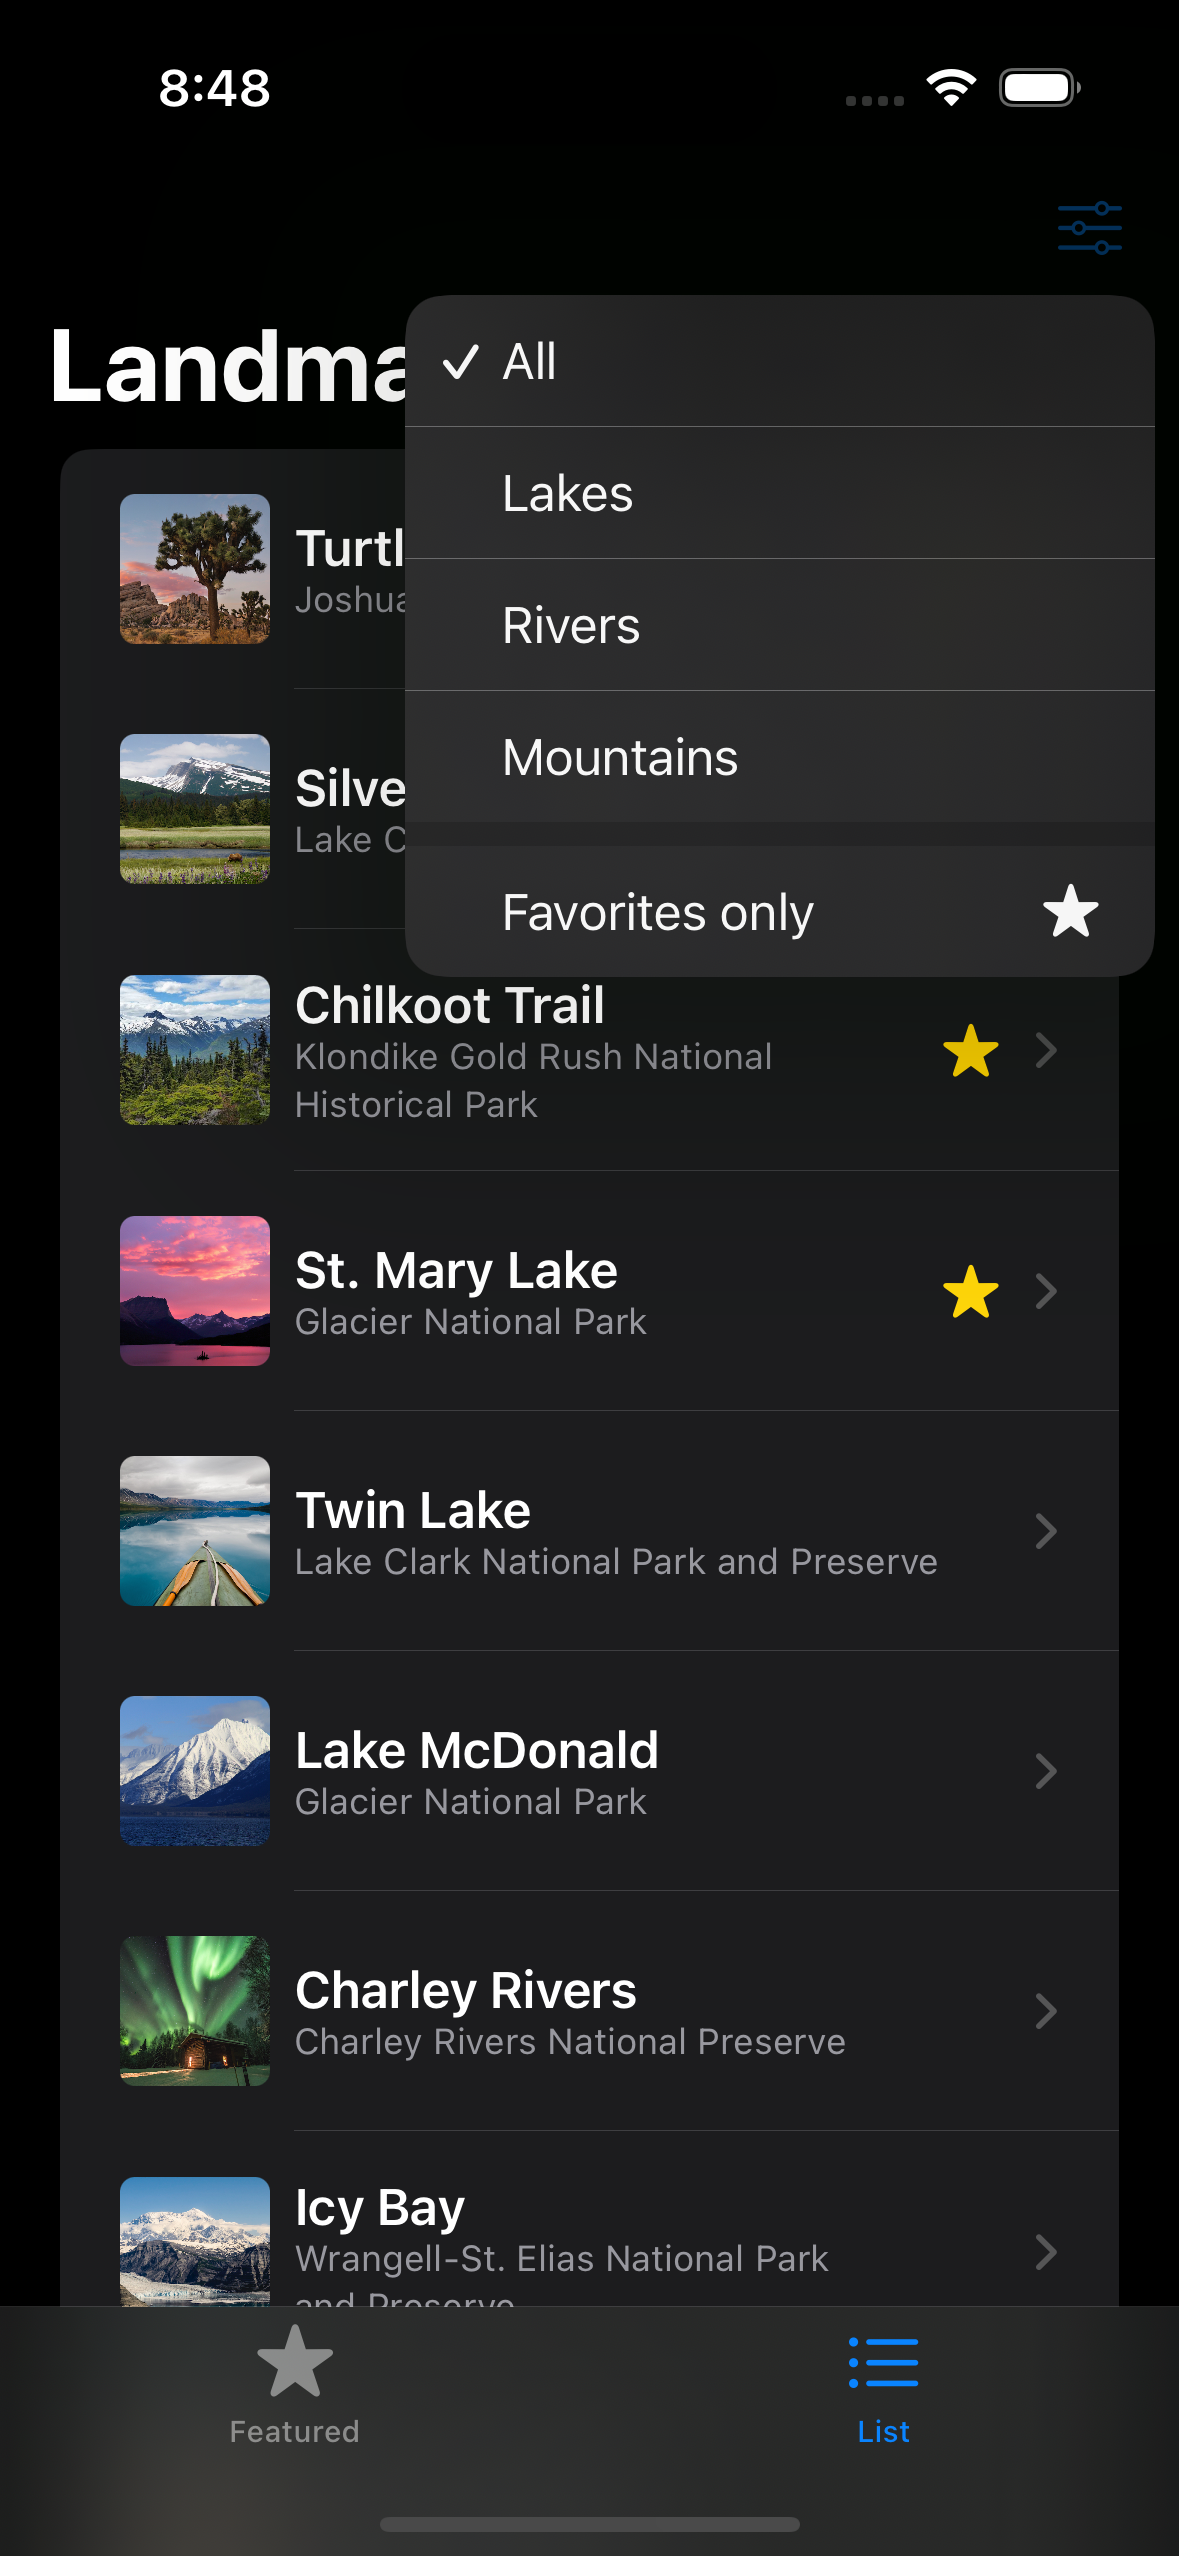 8:48
All
Landma
Lakes
Turtl
Joshua
Rivers
Mountains
Silve
Lake C
Favorites only
Chilkoot Trail
Klondike Gold Rush National
Historical Park
St. Mary Lake
Glacier National Park
Twin Lake
Lake Clark National Park and Preserve
Lake McDonald
Glacier National Park
Charley Rivers
Charley Rivers National Preserve
Icy Bay
Wrangell-St. Elias National Park
and Preserve
Featured
List